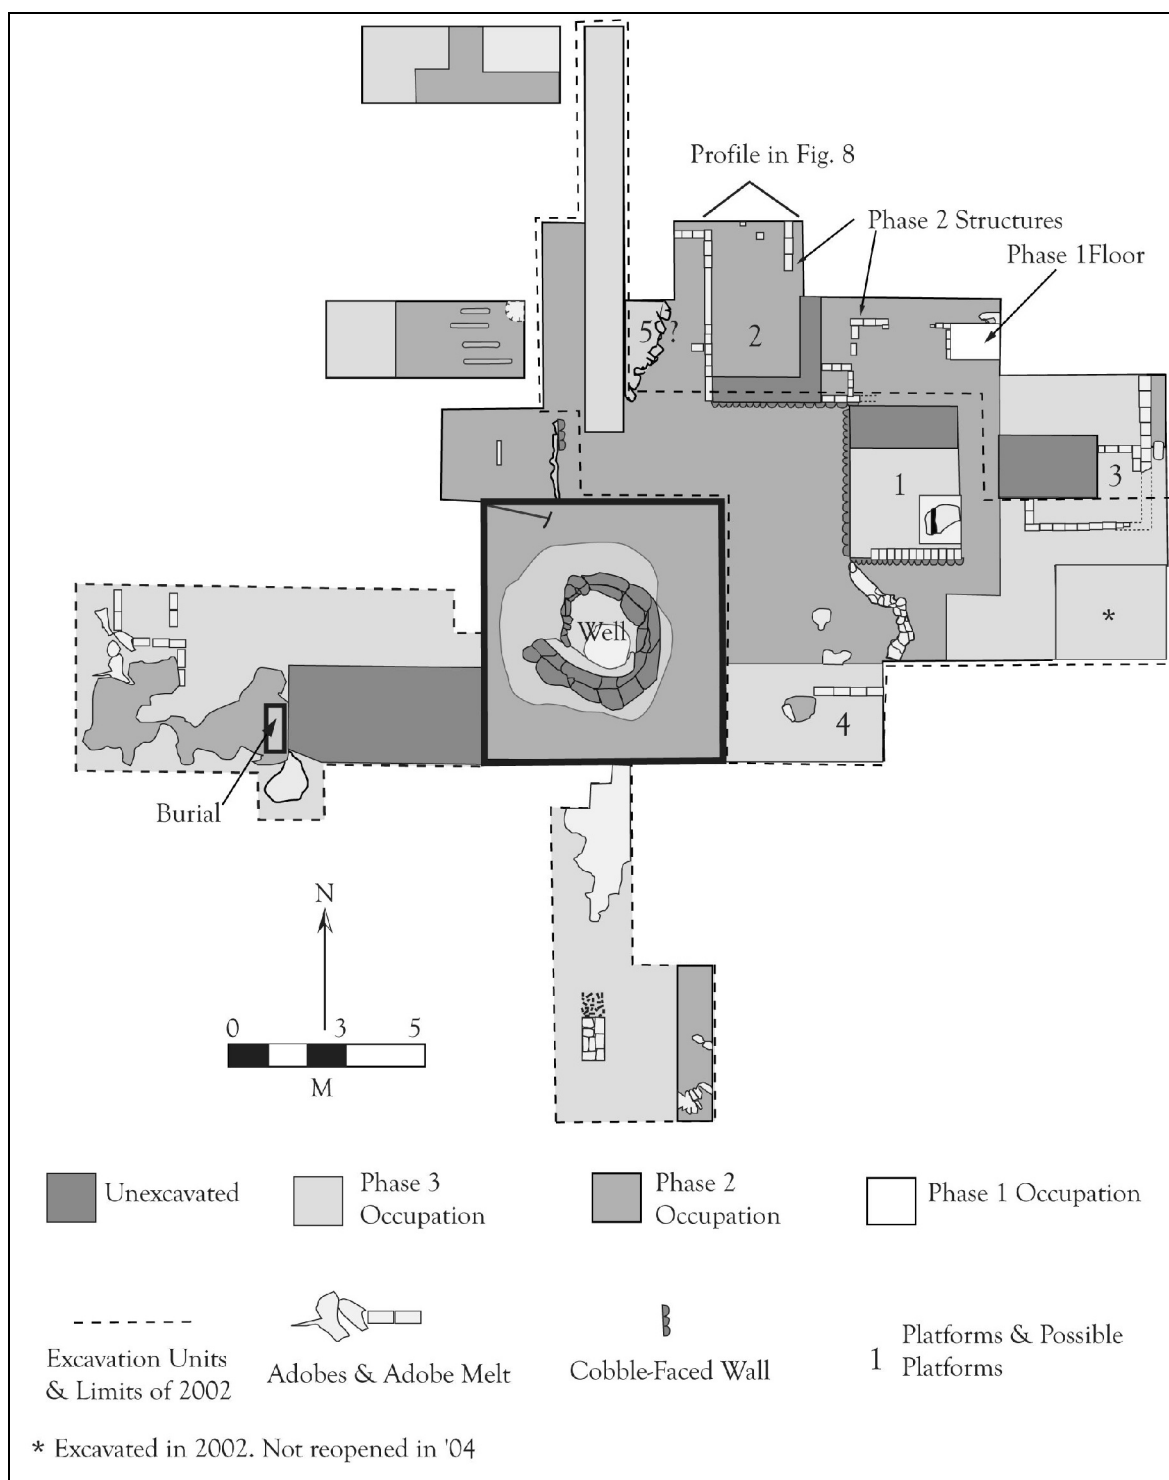 Profile in Fig. 8
Phase 2 Structures
Phase 1Floor
5 ?
2
1
3
Well
*
4
Burial
N
0 3 5
M
Unexcavated
Phase 3
Occupation
Phase 2
Occupation
Phase 1 Occupation
Excavation Units
& Limits of 2002
Adobes & Adobe Melt
Cobble-Faced Wall
1
Platforms & Possible
Platforms
* Excavated in 2002. Not reopened in '04